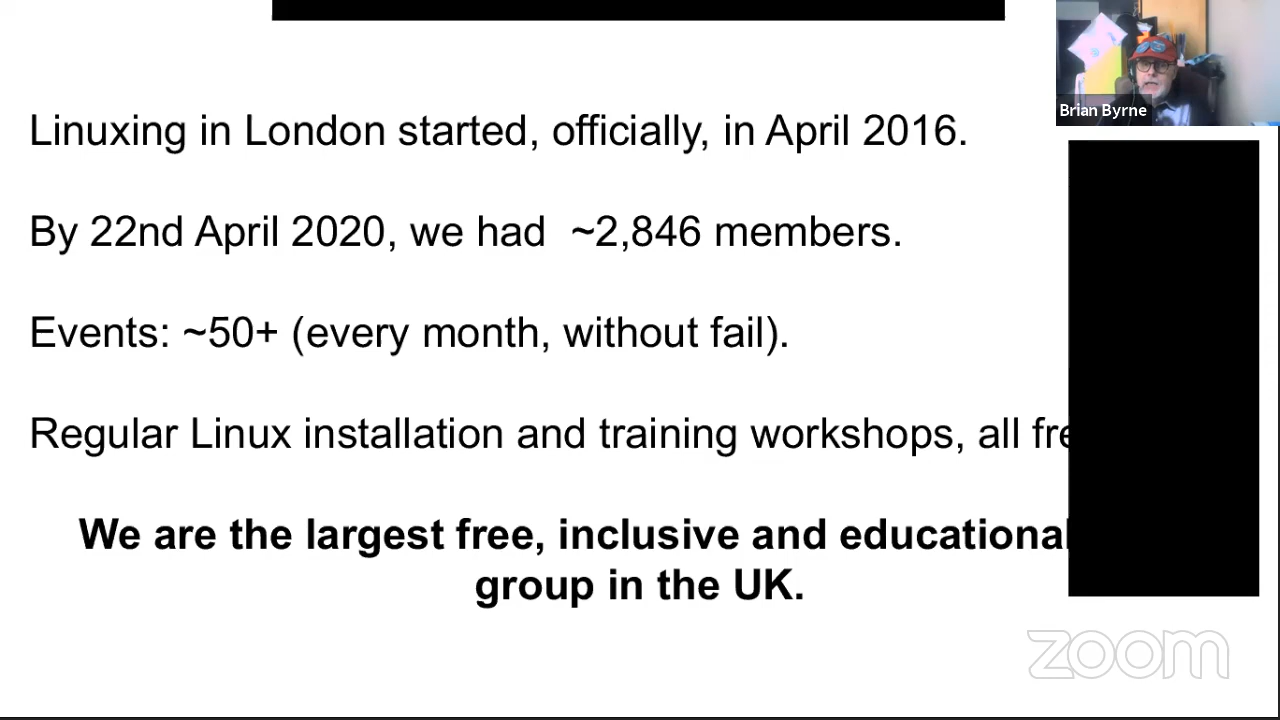 Brian Byrne
Linuxing in London started, officially, in April 2016.
By 22nd April 2020, we had ~2,846 members.
Events: ~50+ (every month, without fail).
Regular Linux installation and training workshops, all
We are the largest free, inclusive and educational
group in the UK.
zoom